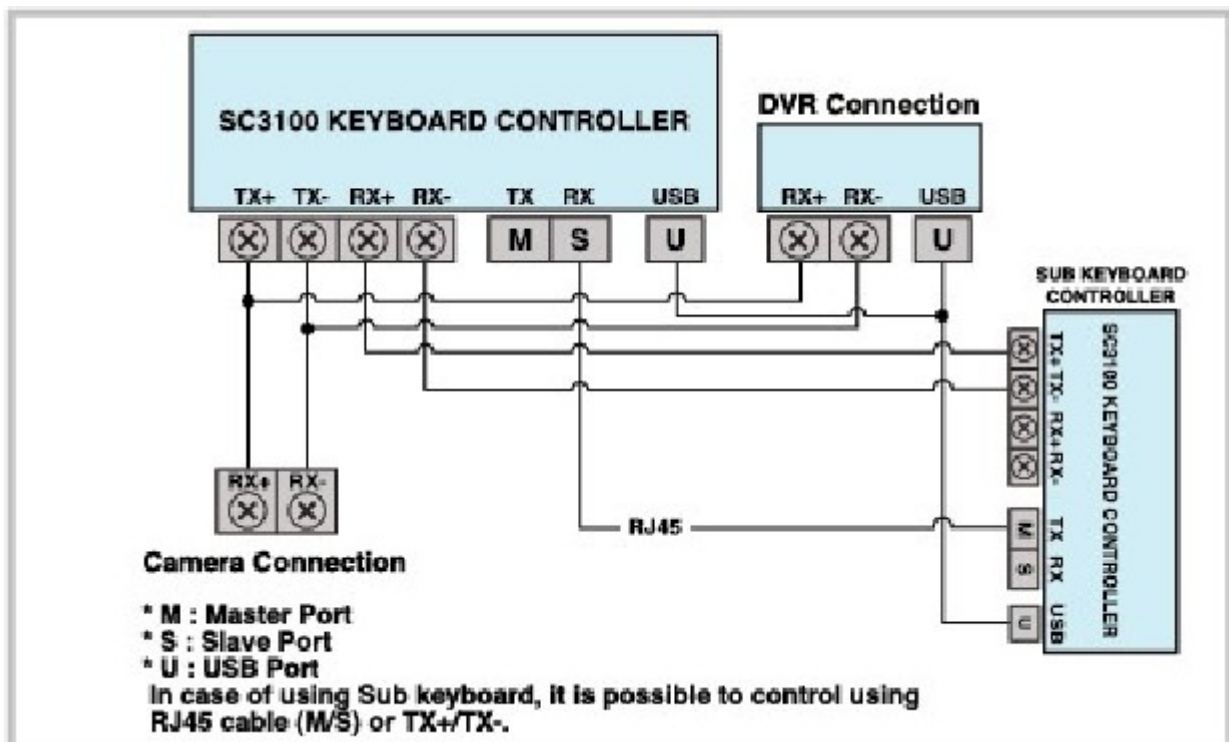 SC3100 KEYBOARD CONTROLLER
TX+ TX- RX+ RX- TX RX USB
M S U
DVR Connection
RX+ RX- USB
U
SUB KEYBOARD
CONTROLLER
SC3100 KEYBOARD CONTROLLER
TX+ TX- RX+ RX- TX RX USB
M S U
RX+ RX-
RJ45
Camera Connection
* M : Master Port
* S : Slave Port
* U : USB Port
In case of using Sub keyboard, it is possible to control using
RJ45 cable (M/S) or TX+/TX-.